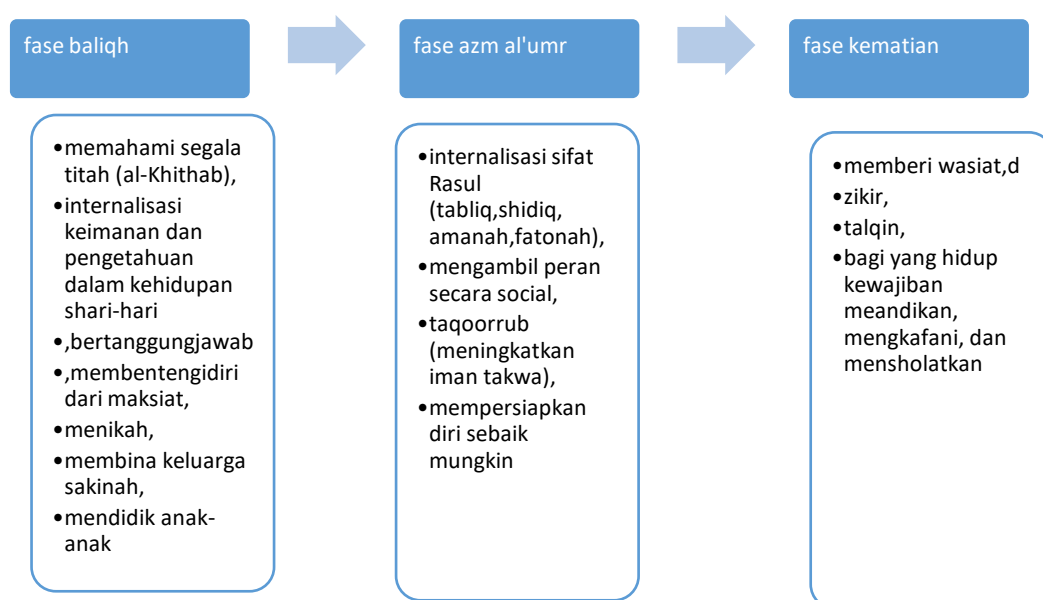 fase baliqh
•memahami segala
titah (al-Khithab),
•internalisasi
keimanan dan
pengetahuan
dalam kehidupan
shari-hari
•,bertanggungjawab
•,membentengidiri
dari maksiat,
•menikah,
•membina keluarga
sakinah,
•mendidik anak-
anak
fase azm al'umr
•internalisasi sifat
Rasul
(tabliq,shidiq,
amanah,fatonah),
•mengambil peran
secara social,
•taqoorrub
(meningkatkan
iman takwa),
•mempersiapkan
diri sebaik
mungkin
fase kematian
•memberi wasiat,d
•zikir,
•talqin,
•bagi yang hidup
kewajiban
meandikan,
mengkafani, dan
mensholatkan